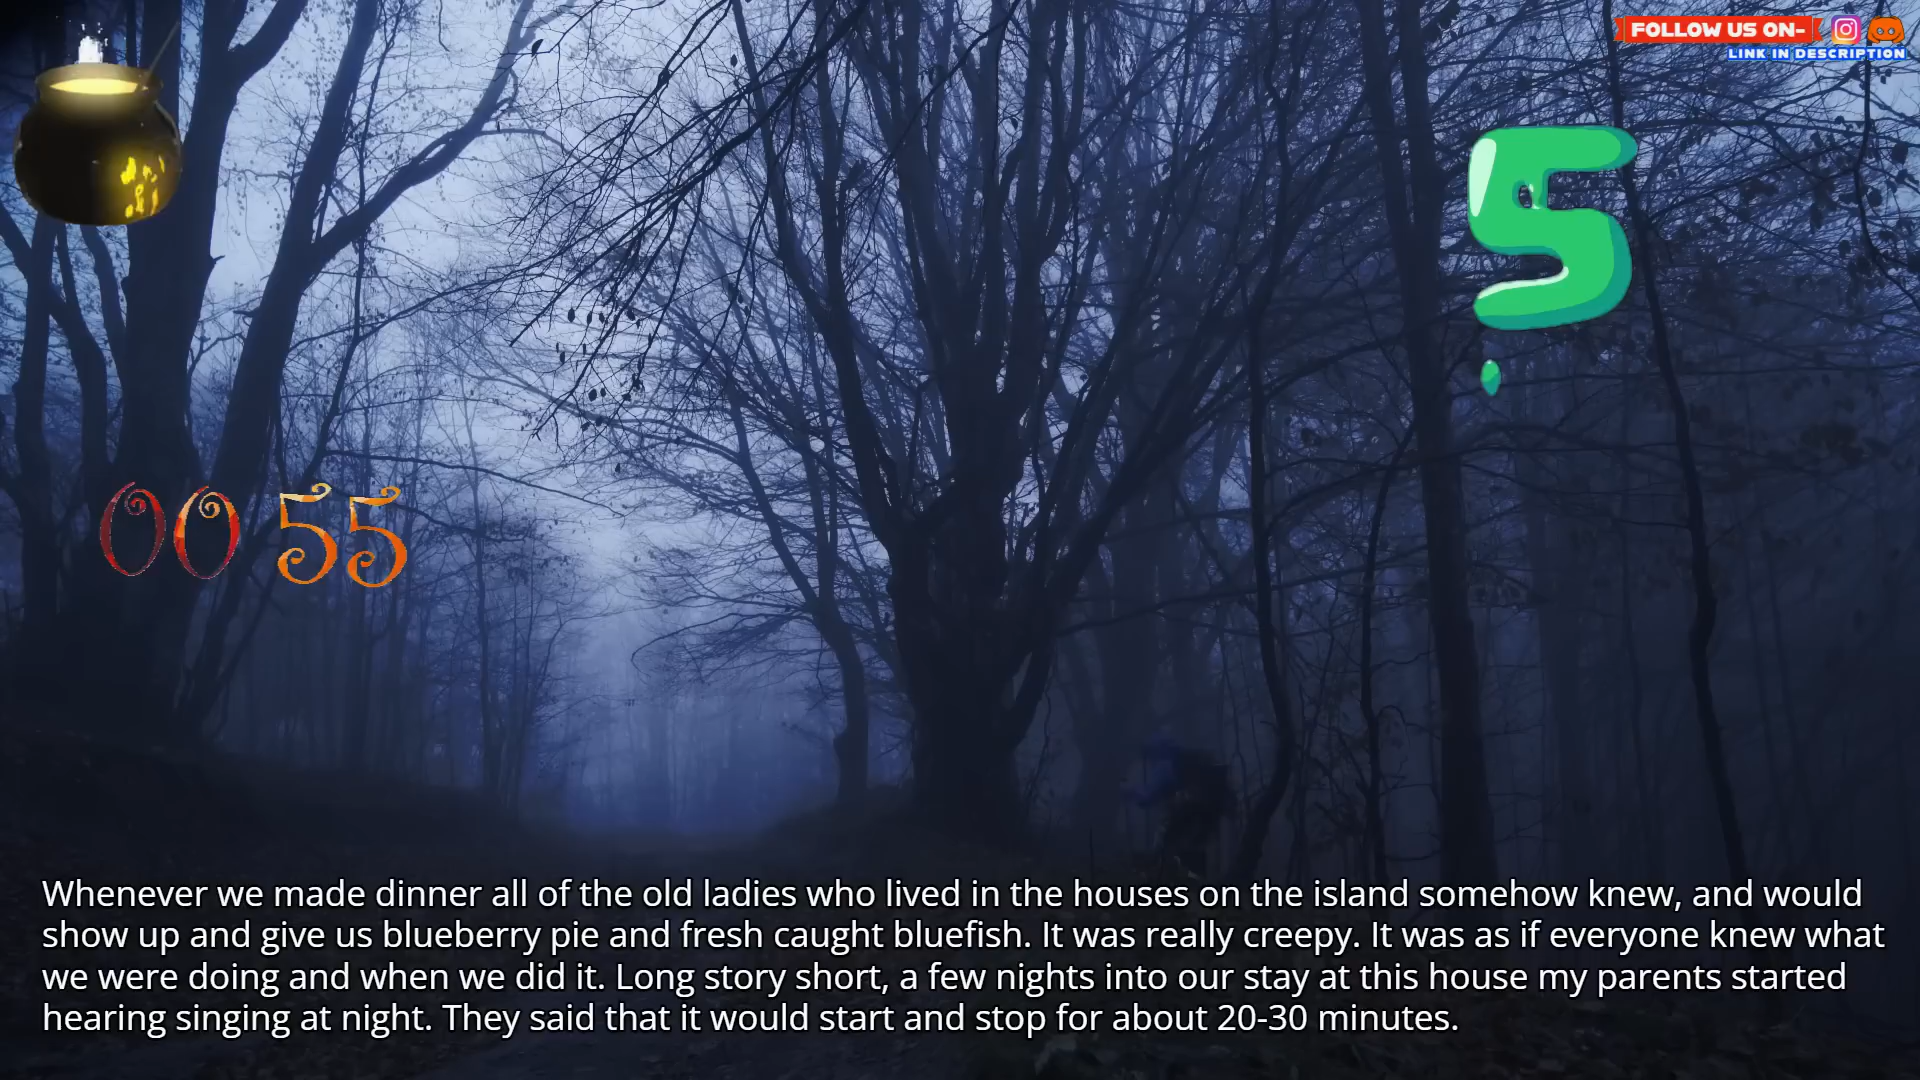 FOLLOW US ON-
LINK IN DESCRIPTION
5
00 55
Whenever we made dinner all of the old ladies who lived in the houses on the island somehow knew, and would
show up and give us blueberry pie and fresh caught bluefish. It was really creepy. It was as if everyone knew what
we were doing and when we did it. Long story short, a few nights into our stay at this house my parents started
hearing singing at night. They said that it would start and stop for about 20-30 minutes.